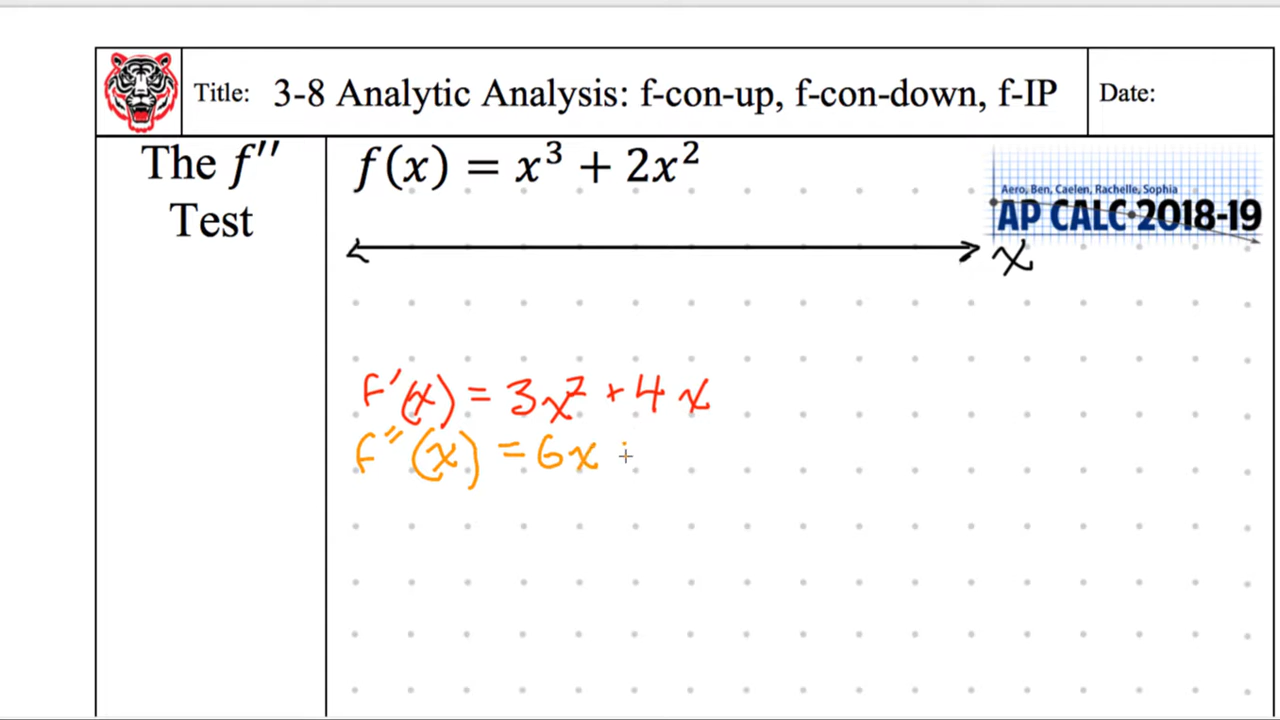 Title: 3-8 Analytic Analysis: f-con-up, f-con-down, f-IP
Date:
The f''
Test
f(x) = x³ + 2x²
Aero, Ben, Caelen, Rachelle, Sophia
AP CALC 2018-19
x
f'(x) = 3x² + 4x
f''(x) = 6x +